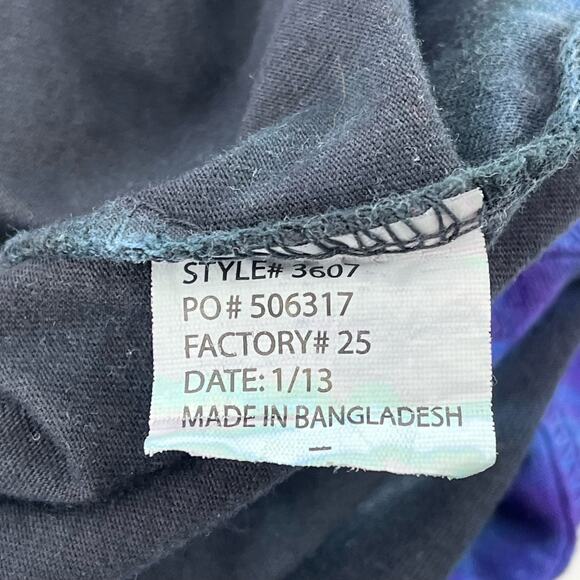 STYLE# 3607
PO# 506317
FACTORY# 25
DATE: 1/13
MADE IN BANGLADESH